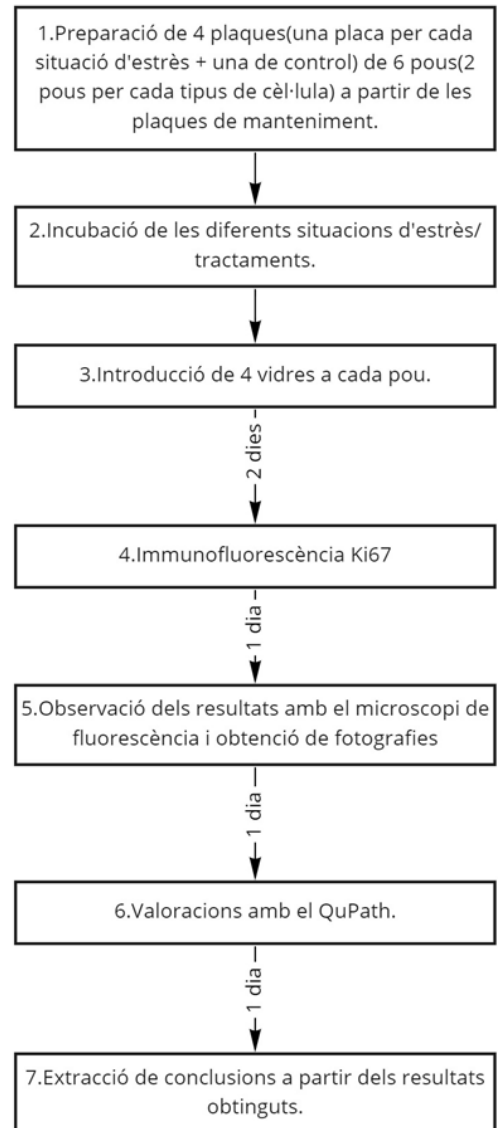 1.Preparació de 4 plaques(una placa per cada
situació d'estrès + una de control) de 6 pous(2
pous per cada tipus de cèl·lula) a partir de les
plaques de manteniment.
2.Incubació de les diferents situacions d'estrès/
tractaments.
3.Introducció de 4 vidres a cada pou.
2 dies
4.Immunofluorescència Ki67
1 dia
5.Observació dels resultats amb el microscopi de
fluorescència i obtenció de fotografies
1 dia
6.Valoracions amb el QuPath.
1 dia
7.Extracció de conclusions a partir dels resultats
obtinguts.